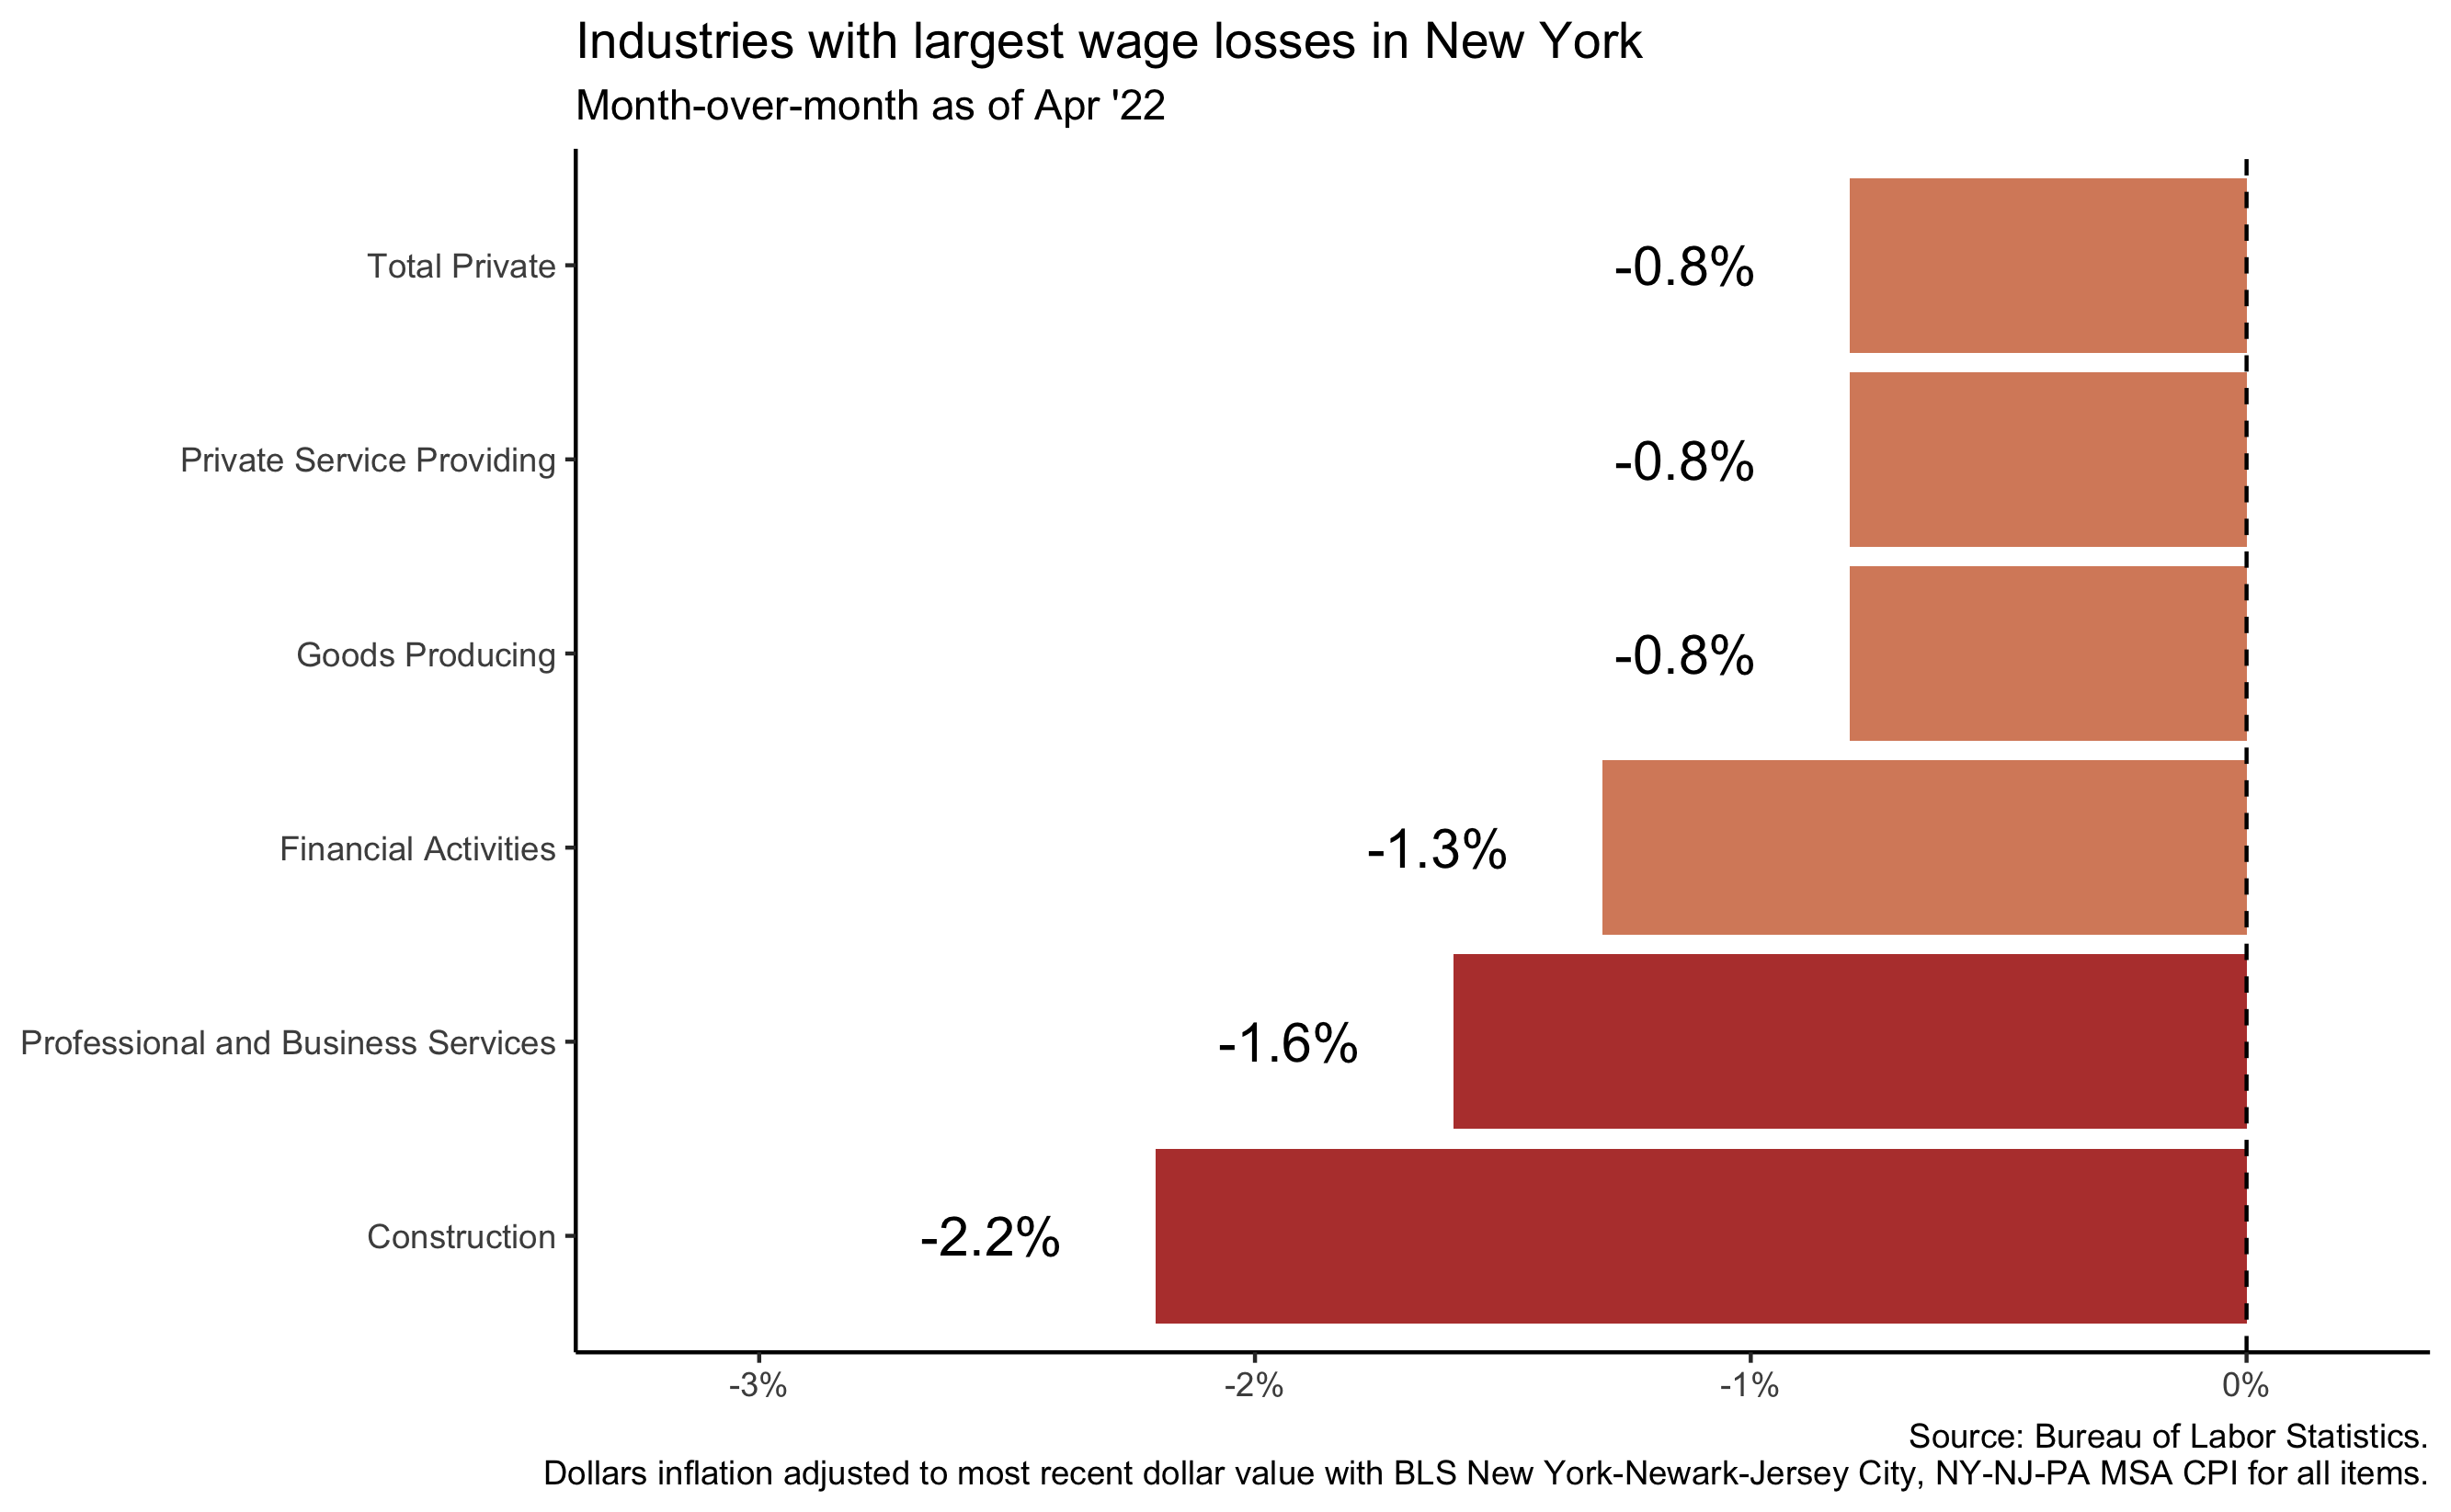 Industries with largest wage losses in New York
Month-over-month as of Apr '22
Total Private
-0.8%
Private Service Providing
-0.8%
Goods Producing
-0.8%
Financial Activities
-1.3%
Professional and Business Services
-1.6%
Construction
-2.2%
-3%
-2%
-1%
0%
Source: Bureau of Labor Statistics.
Dollars inflation adjusted to most recent dollar value with BLS New York-Newark-Jersey City, NY-NJ-PA MSA CPI for all items.